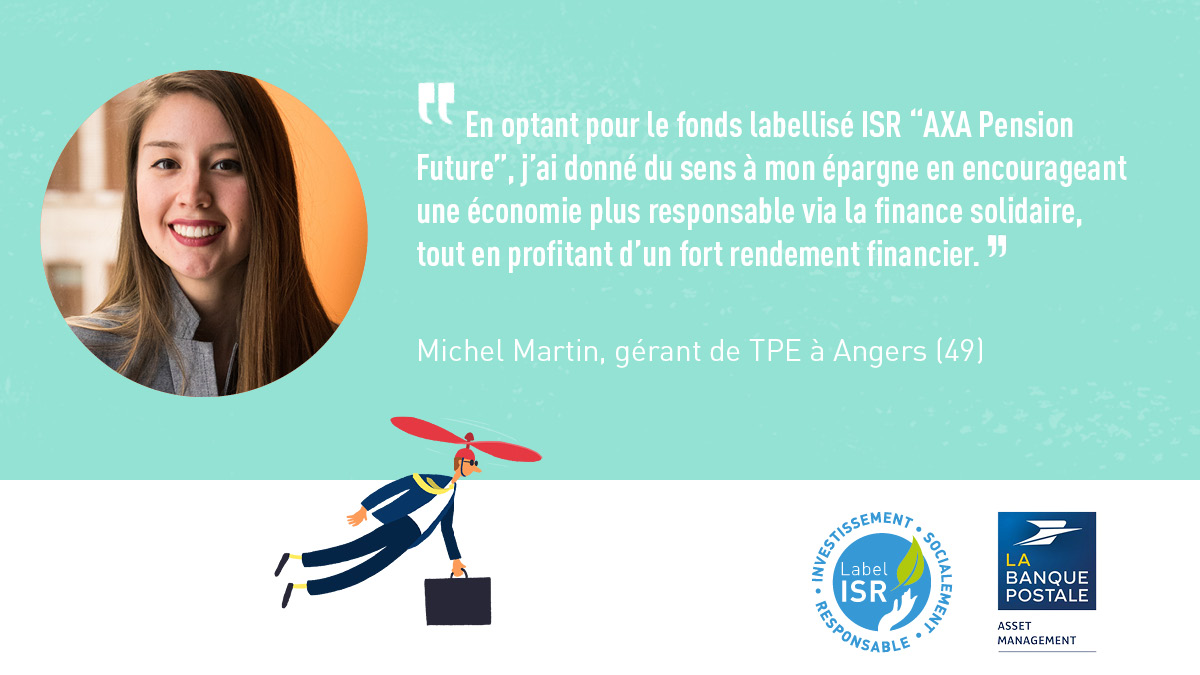 " En optant pour le fonds labellisé ISR “AXA Pension
Future”, j’ai donné du sens à mon épargne en encourageant
une économie plus responsable via la finance solidaire,
tout en profitant d’un fort rendement financier. "
Michel Martin, gérant de TPE à Angers (49)
• INVESTISSEMENT • SOCIALEMENT • RESPONSABLE
Label
ISR
LA
BANQUE
POSTALE
ASSET
MANAGEMENT